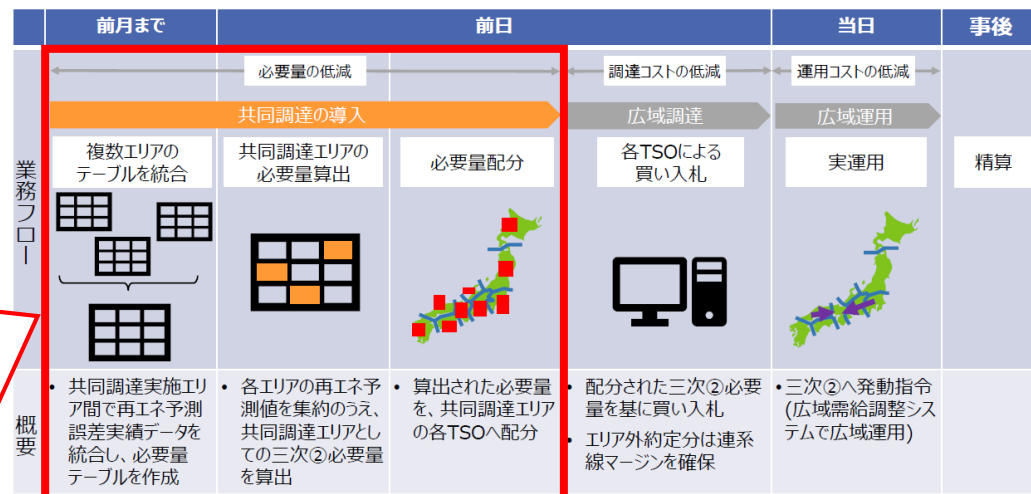 前月まで
前日
当日
事後
業務フロー
必要量の低減
調達コストの低減
運用コストの低減
共同調達の導入
広域調達
広域運用
複数エリアの
テーブルを統合
共同調達エリアの
必要量算出
必要量配分
各TSOによる
買い入札
実運用
精算
概要
• 共同調達実施エリ
ア間で再エネ予測
誤差実績データを
統合し、必要量
テーブルを作成
• 各エリアの再エネ予
測値を集約のうえ、
共同調達エリアとし
ての三次②必要量
を算出
• 算出された必要量
を、共同調達エリア
の各TSOへ配分
• 配分された三次②必要
量を基に買い入札
• エリア外約定分は連系
線マージンを確保
•三次②へ発動指令
(広域需給調整シス
テムで広域運用)